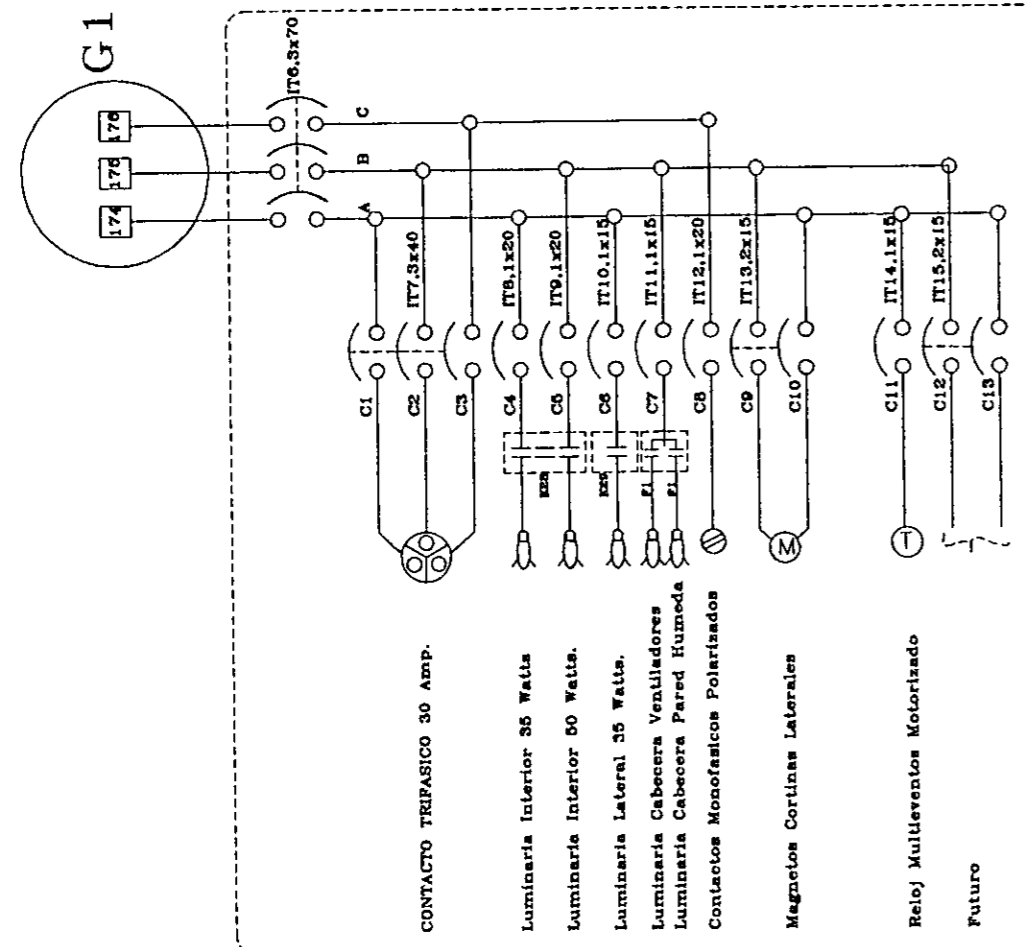 G1
174
175
176
IT6,3x70
A
B
C
IT7,3x40
IT8,1x20
IT9,1x20
IT10,1x15
IT11,1x15
IT12,1x20
IT13,2x15
IT14,1x15
IT15,2x15
C1
C2
C3
C4
C5
C6
C7
C8
C9
C10
C11
C12
C13
K28
K29
F1
F1
M
T
CONTACTO TRIFASICO 30 Amp.
Luminaria Interior 35 Watts
Luminaria Interior 50 Watts.
Luminaria Lateral 35 Watts.
Luminaria Cabecera Ventiladores
Luminaria Cabecera Pared Humeda
Contactos Monofasicos Polarizados
Magnetos Cortinas Laterales
Reloj Multieventos Motorizado
Futuro